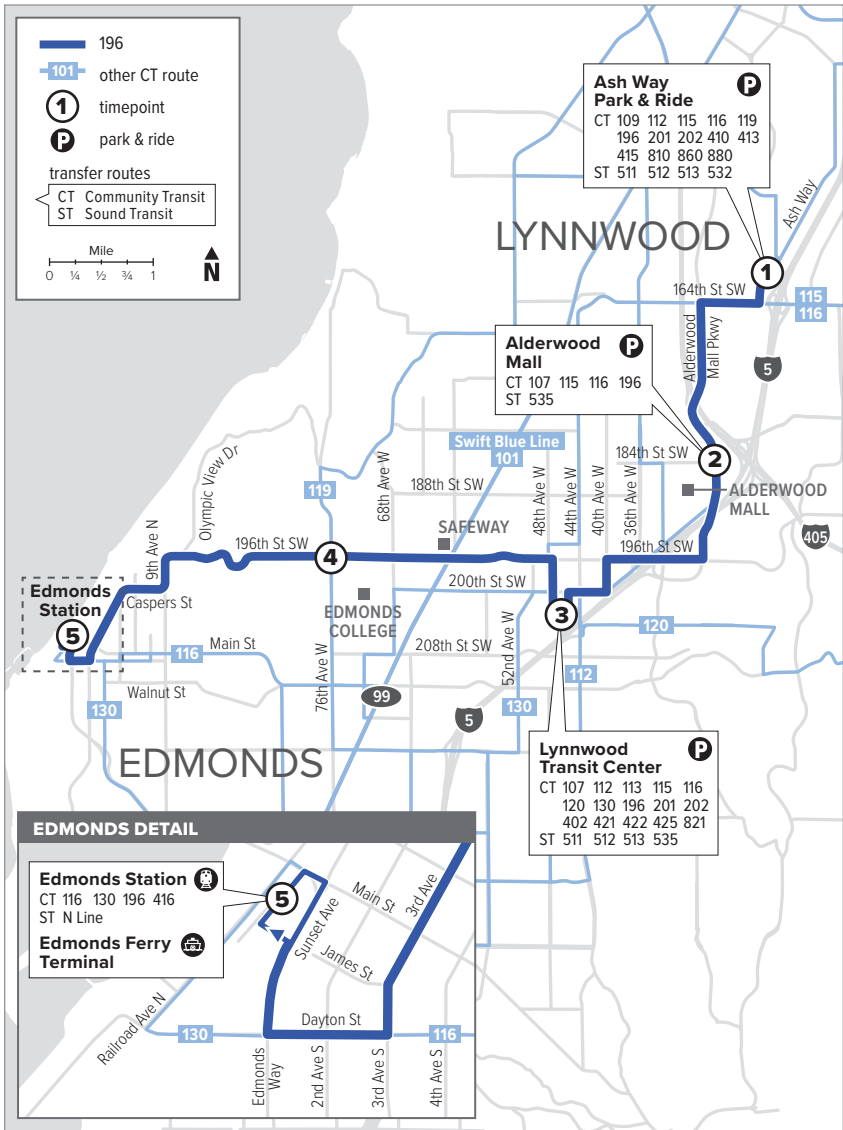 196
101
other CT route
1
timepoint
P
park & ride
transfer routes
CT Community Transit
ST Sound Transit
Mile
0 ¼ ½ ¾ 1
N
Ash Way
Park & Ride
P
CT 109 112 115 116 119
196 201 202 410 413
415 810 860 880
ST 511 512 513 532
LYNNWOOD
Ash Way
1
164th St SW
115
116
Alderwood
Mall Pkwy
5
Alderwood
Mall
P
CT 107 115 116 196
ST 535
Swift Blue Line
101
184th St SW
2
ALDERWOOD
MALL
405
Olympic View Dr
119
68th Ave W
188th St SW
48th Ave W
44th Ave W
40th Ave W
36th Ave W
SAFEWAY
9th Ave N
196th St SW
4
196th St SW
200th St SW
Edmonds
Station
5
Caspers St
EDMONDS
COLLEGE
3
116
Main St
208th St SW
120
76th Ave W
52nd Ave W
112
Walnut St
99
130
130
5
EDMONDS
Lynnwood
Transit Center
P
CT 107 112 113 115 116
120 130 196 201 202
402 421 422 425 821
ST 511 512 513 535
EDMONDS DETAIL
Edmonds Station
CT 116 130 196 416
ST N Line
Edmonds Ferry
Terminal
5
Main St
3rd Ave
Sunset Ave
James St
Railroad Ave N
130
Dayton St
116
Edmonds
Way
2nd Ave S
3rd Ave S
4th Ave S